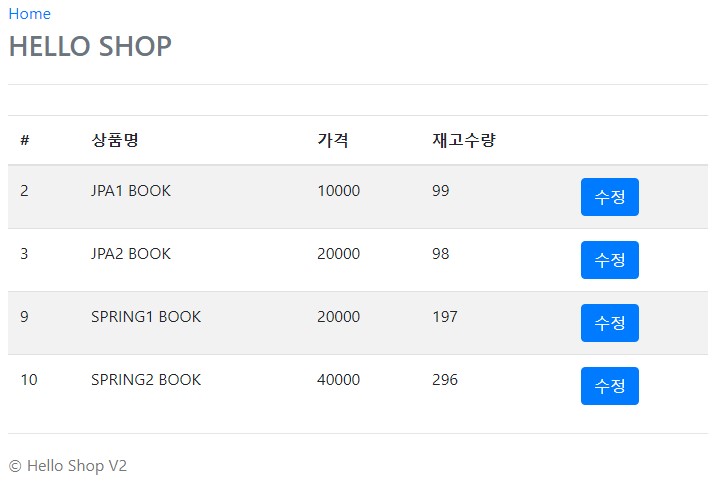 Home
HELLO SHOP
# 상품명 가격 재고수량
2 JPA1 BOOK 10000 99 수정
3 JPA2 BOOK 20000 98 수정
9 SPRING1 BOOK 20000 197 수정
10 SPRING2 BOOK 40000 296 수정
© Hello Shop V2